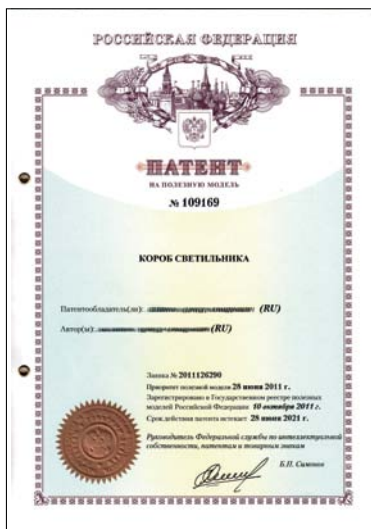 РОССИЙСКАЯ ФЕДЕРАЦИЯ
ПАТЕНТ
НА ПОЛЕЗНУЮ МОДЕЛЬ
№ 109169
КОРОБ СВЕТИЛЬНИКА
Патентообладатель(ли): (RU)
Автор(ы): (RU)
Заявка № 2011126290
Приоритет полезной модели 28 июня 2011 г.
Зарегистрировано в Государственном реестре полезных
моделей Российской Федерации 10 октября 2011 г.
Срок действия патента истекает 28 июня 2021 г.
Руководитель Федеральной службы по интеллектуальной
собственности, патентам и товарным знакам
Б.П. Симонов